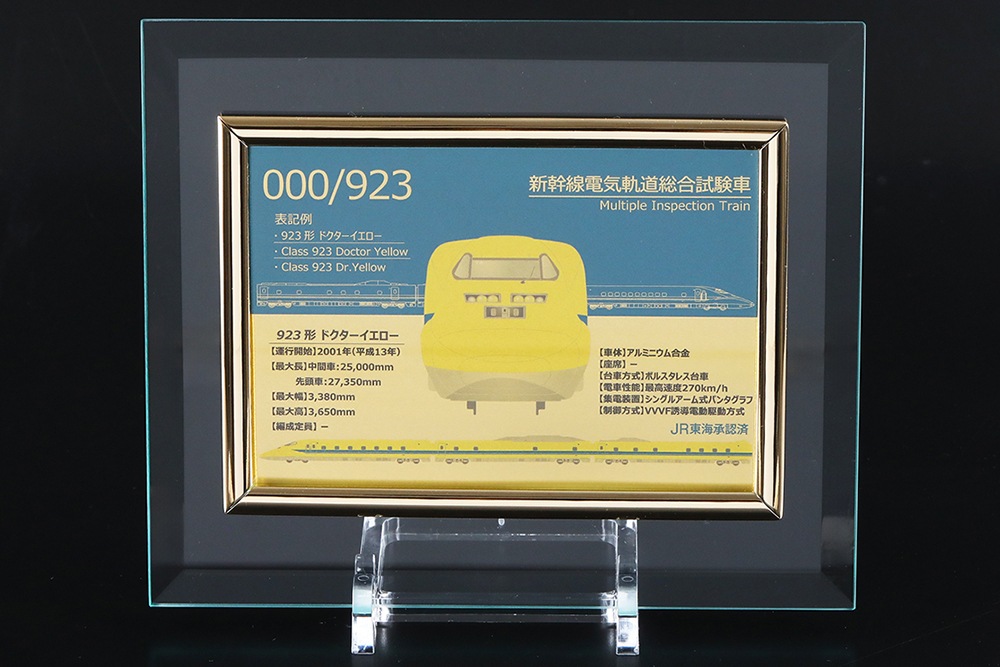 000/923
新幹線電気軌道総合試験車
Multiple Inspection Train
表記例
・923 形 ドクターイエロー
・Class 923 Doctor Yellow
・Class 923 Dr.Yellow
923 形 ドクターイエロー
【運行開始】2001年(平成13年)
【最大長】中間車:25,000mm
先頭車:27,350mm
【最大幅】3,380mm
【最大高】3,650mm
【編成定員】 －
【車体】アルミニウム合金
【座席】 －
【台車方式】ボルスタレス台車
【電車性能】最高速度270km/h
【集電装置】シングルアーム式パンタグラフ
【制御方式】VVVF誘導電動駆動方式
JR東海承認済